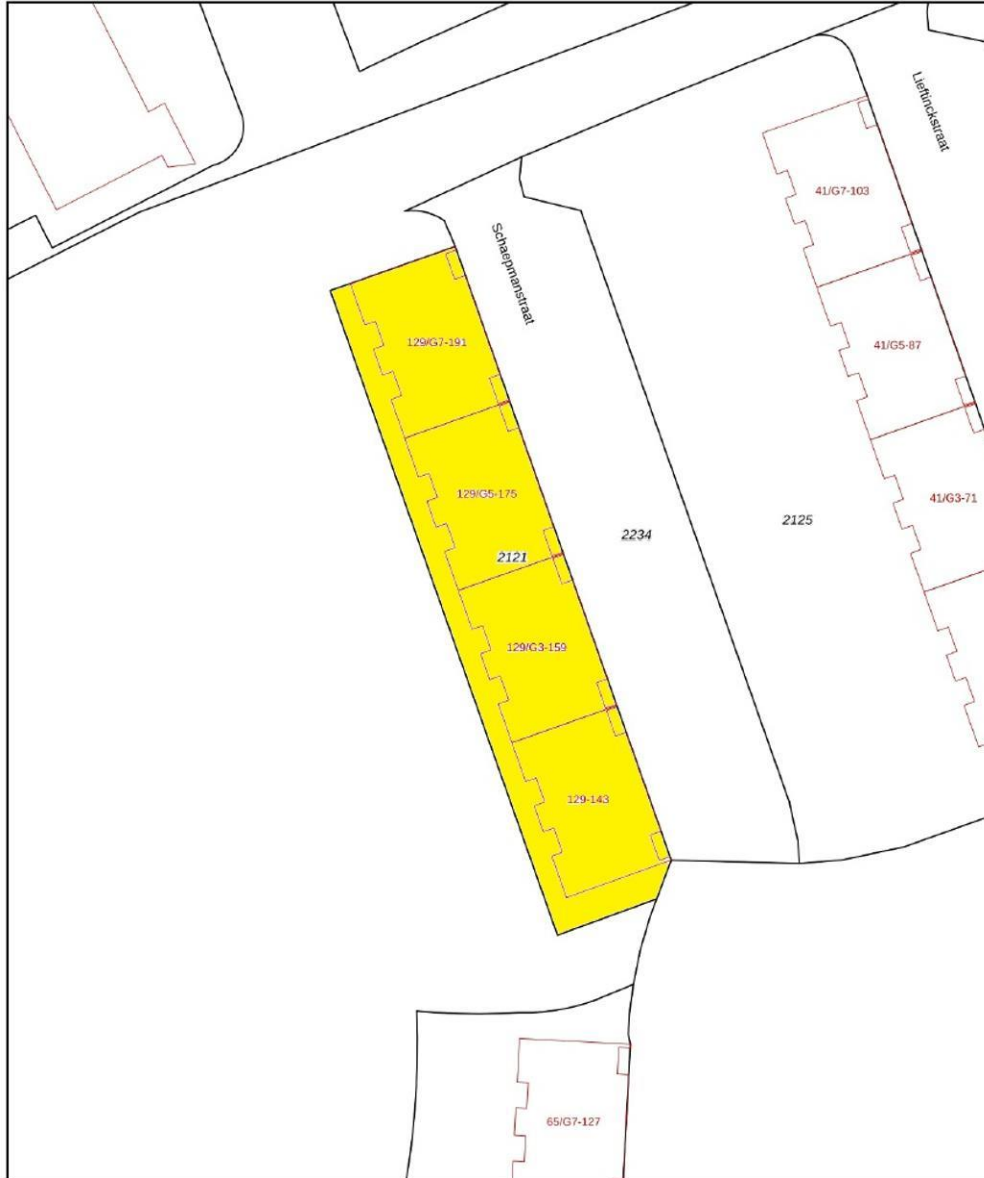 Lieftinckstraat
41/G7-103
Schaepmanstraat
129/G7-191
41/G5-87
129/G5-175
41/G3-71
2125
2234
2121
129/G3-159
129-143
65/G7-127